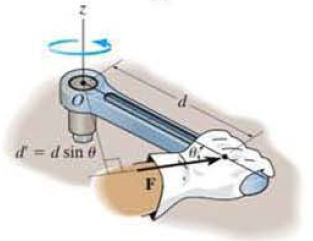 z
O
d
d' = d sin θ
θ
F